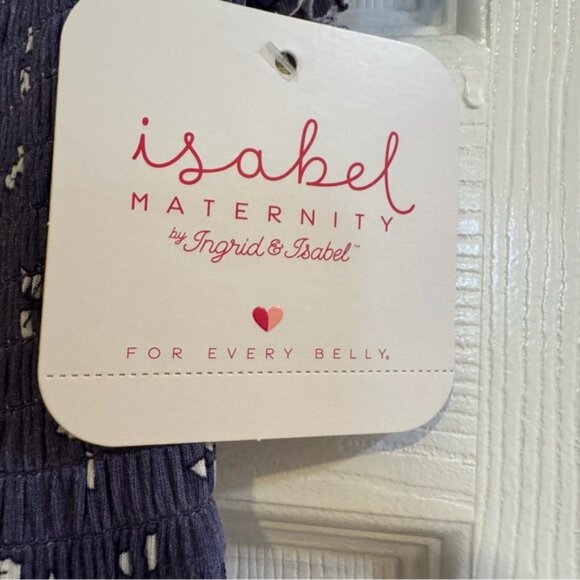 isabel
MATERNITY
by Ingrid & Isabel™
FOR EVERY BELLY®